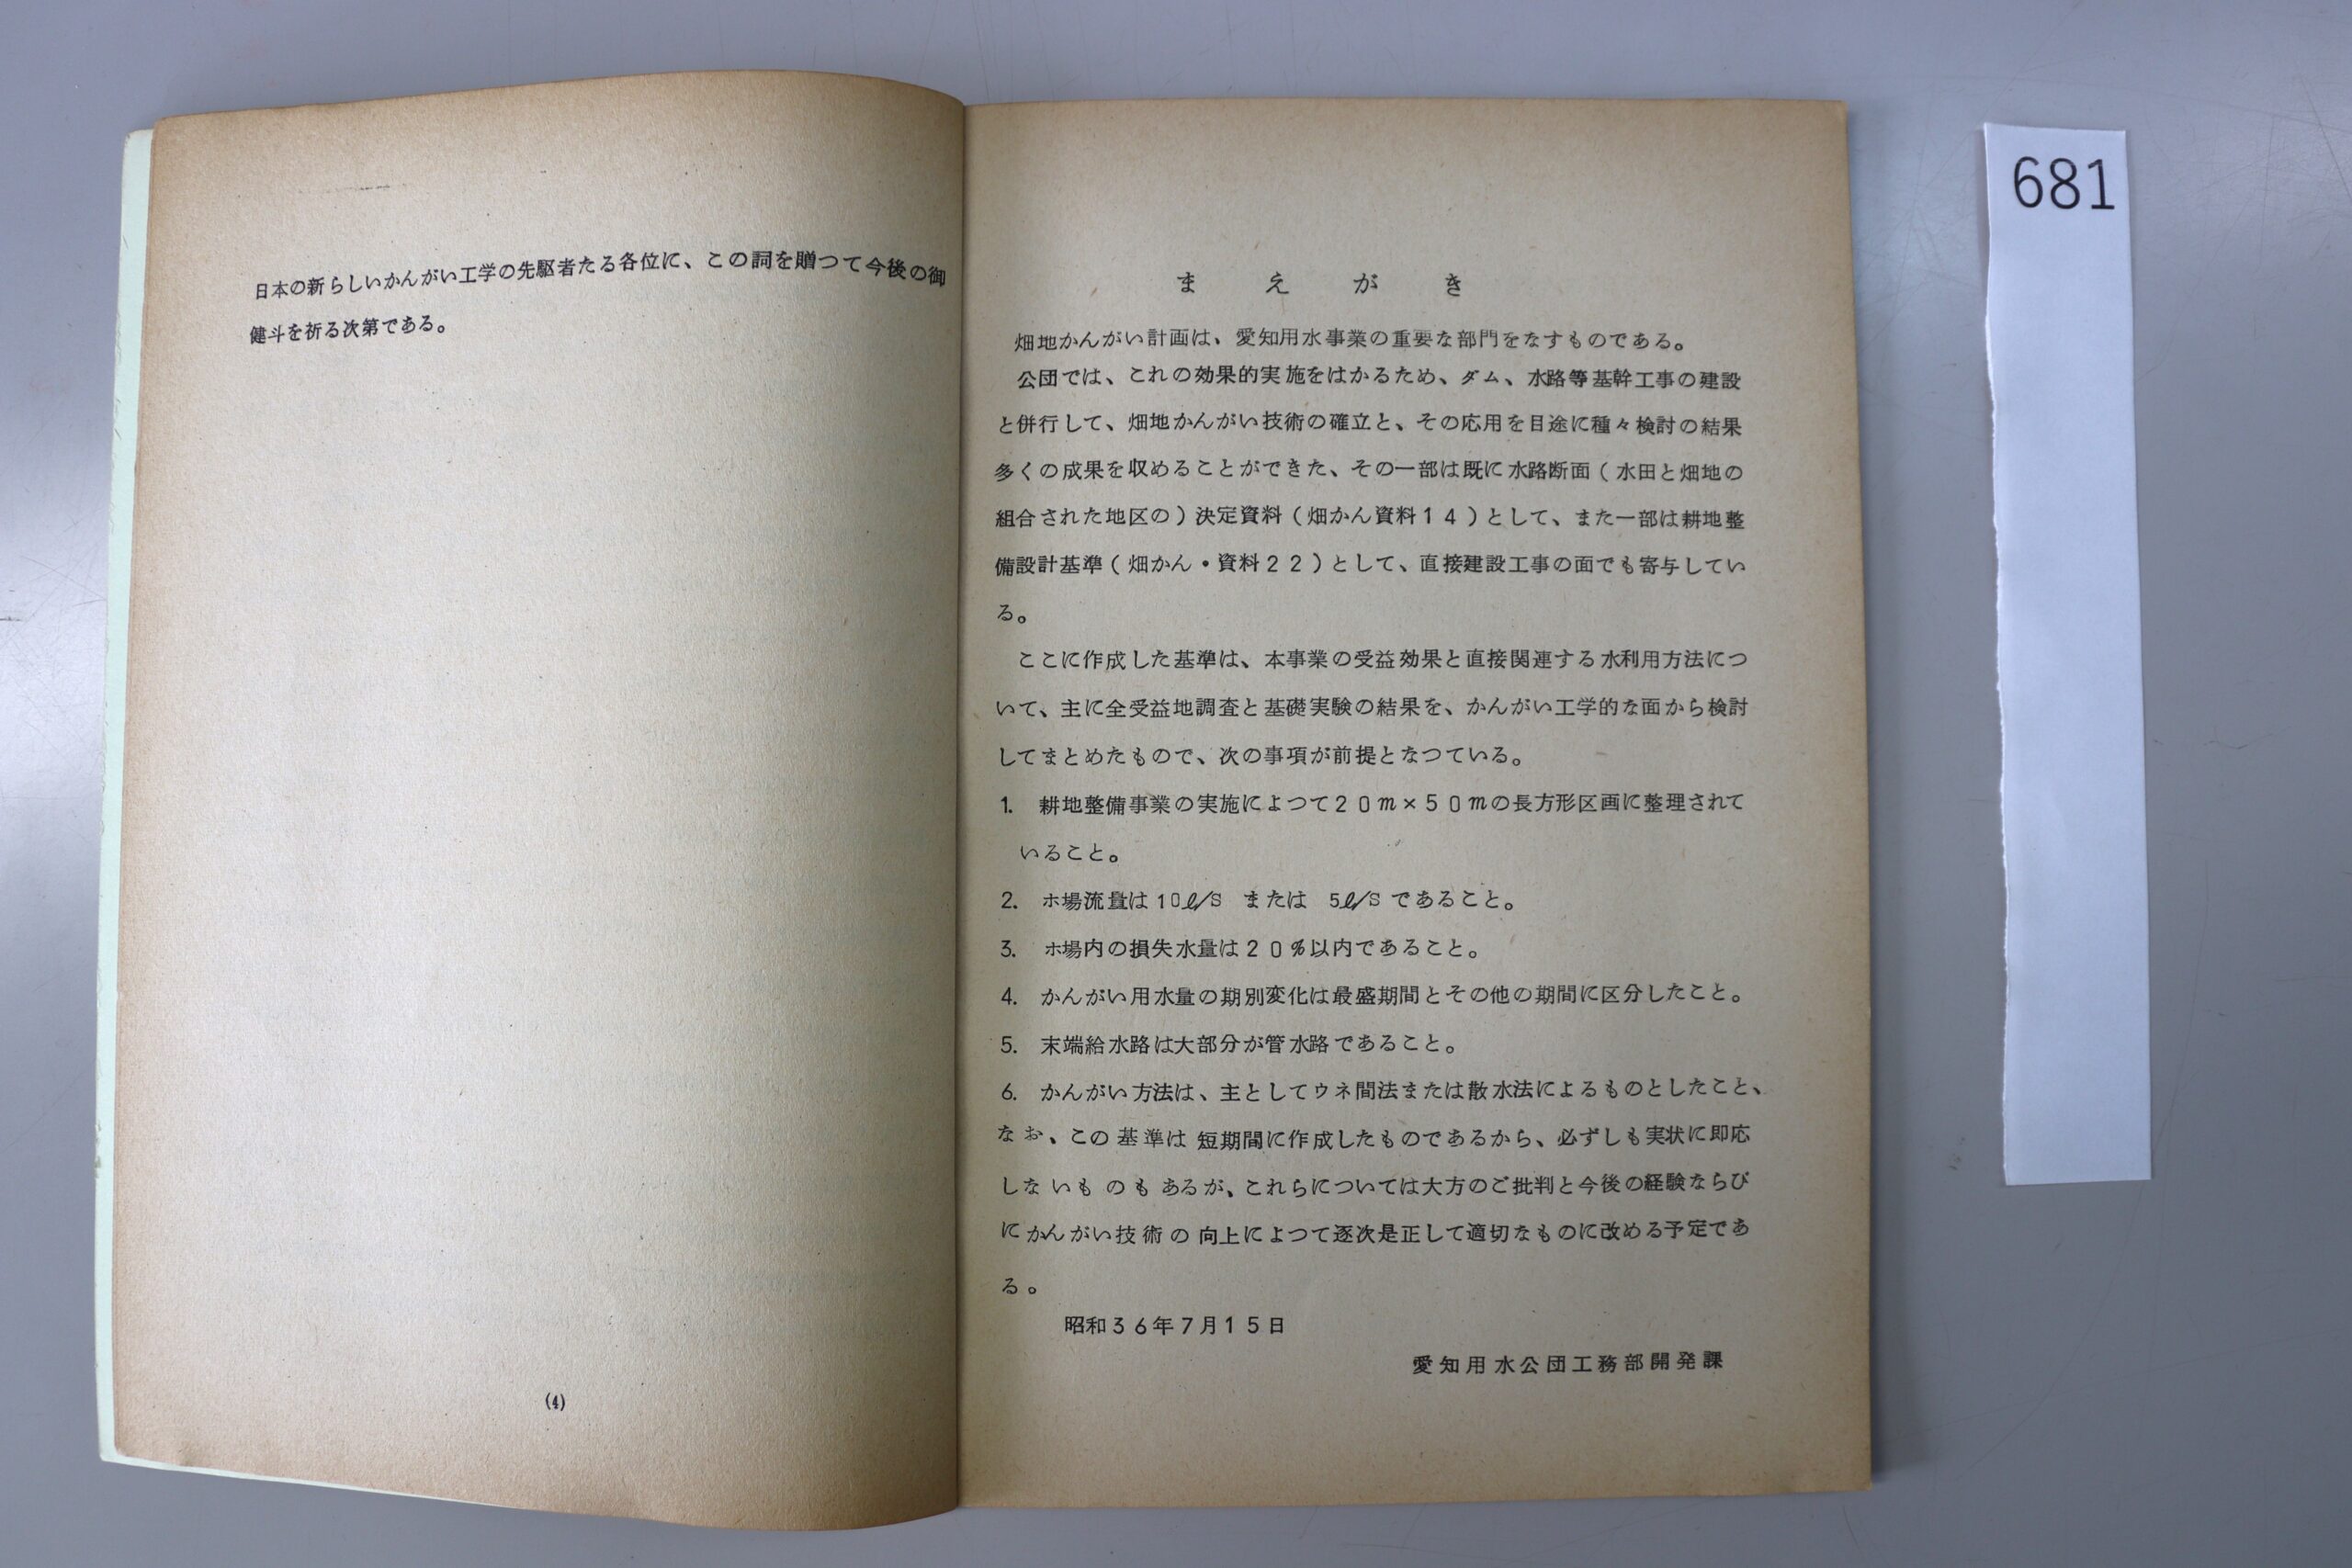 日本の新らしいかんがい工学の先駆者たる各位に、この詞を贈つて今後の御
健斗を祈る次第である。
(4)
まえがき
畑地かんがい計画は、愛知用水事業の重要な部門をなすものである。
公団では、これの効果的実施をはかるため、ダム、水路等基幹工事の建設
と併行して、畑地かんがい技術の確立と、その応用を目途に種々検討の結果
多くの成果を収めることができた、その一部は既に水路断面(水田と畑地の
組合された地区の)決定資料(畑かん資料14)として、また一部は耕地整
備設計基準(畑かん・資料22)として、直接建設工事の面でも寄与してい
る。
ここに作成した基準は、本事業の受益効果と直接関連する水利用方法につ
いて、主に全受益地調査と基礎実験の結果を、かんがい工学的な面から検討
してまとめたもので、次の事項が前提となつている。
1. 耕地整備事業の実施によつて20m×50mの長方形区画に整理されて
いること。
2. ホ場流量は10ℓ/S または 5ℓ/Sであること。
3. ホ場内の損失水量は20%以内であること。
4. かんがい用水量の期別変化は最盛期間とその他の期間に区分したこと。
5. 末端給水路は大部分が管水路であること。
6. かんがい方法は、主としてウネ間法または散水法によるものとしたこと、
なお、この基準は短期間に作成したものであるから、必ずしも実状に即応
しないものもあるが、これらについては大方のご批判と今後の経験ならび
にかんがい技術の向上によつて逐次是正して適切なものに改める予定であ
る。
昭和36年7月15日
愛知用水公団工務部開発課
681